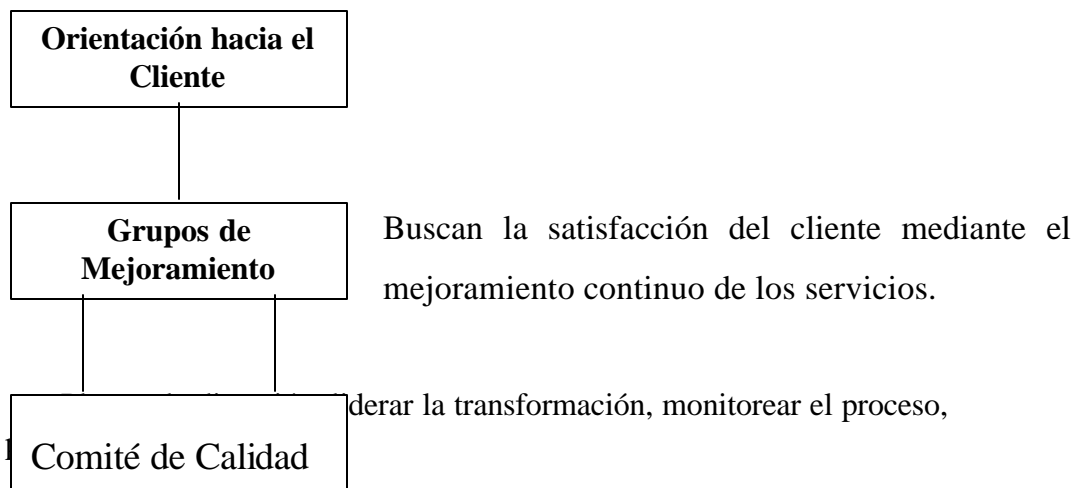 Orientación hacia el
Cliente
Grupos de
Mejoramiento
Buscan la satisfacción del cliente mediante el
mejoramiento continuo de los servicios.
la transformación, monitorear el proceso,
Comité de Calidad